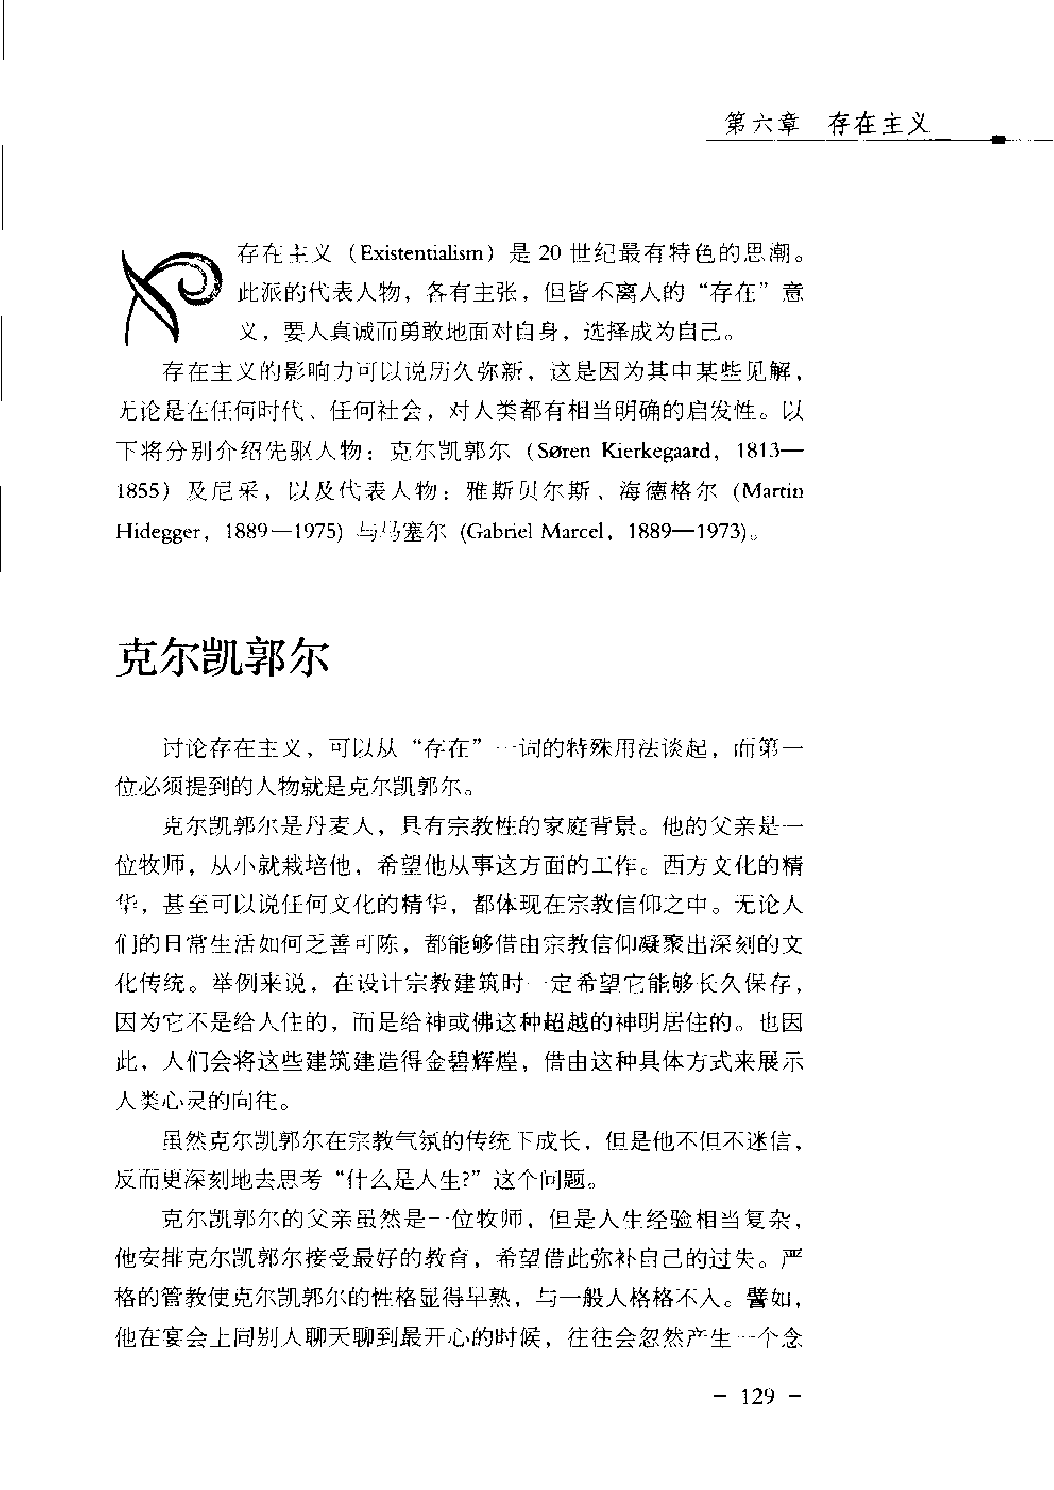 第六章 存在主义
存在主义（Existentialism）是 20 世纪最有特色的思潮。
此派的代表人物，各有主张，但皆不离人的“存在”意
义，要人真诚而勇敢地面对自身，选择成为自己。
存在主义的影响力可以说历久弥新，这是因为其中某些见解，
无论是在任何时代、任何社会，对人类都有相当明确的启发性。以
下将分别介绍先驱人物：克尔凯郭尔（Søren Kierkegaard，1813—
1855）及尼采，以及代表人物：雅斯贝尔斯、海德格尔（Martin
Hidegger，1889—1975）与马塞尔（Gabriel Marcel，1889—1973)。
克尔凯郭尔
讨论存在主义，可以从“存在”一词的特殊用法谈起，而第一
位必须提到的人物就是克尔凯郭尔。
克尔凯郭尔是丹麦人，具有宗教性的家庭背景。他的父亲是一
位牧师，从小就栽培他，希望他从事这方面的工作。西方文化的精
华，甚至可以说任何文化的精华，都体现在宗教信仰之中。无论人
们的日常生活如何乏善可陈，都能够借由宗教信仰凝聚出深刻的文
化传统。举例来说，在设计宗教建筑时一定希望它能够长久保存，
因为它不是给人住的，而是给神或佛这种超越的神明居住的。也因
此，人们会将这些建筑建造得金碧辉煌，借由这种具体方式来展示
人类心灵的向往。
虽然克尔凯郭尔在宗教气氛的传统下成长，但是他不但不迷信，
反而更深刻地去思考“什么是人生?”这个问题。
克尔凯郭尔的父亲虽然是一位牧师，但是人生经验相当复杂，
他安排克尔凯郭尔接受最好的教育，希望借此弥补自己的过失。严
格的管教使克尔凯郭尔的性格显得早熟，与一般人格格不入。譬如，
他在宴会上同别人聊天聊到最开心的时候，往往会忽然产生一个念
- 129 -